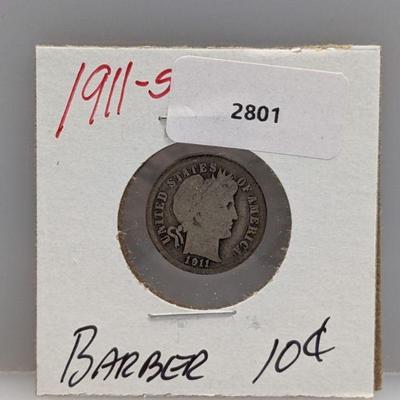 1911-S
2801
UNITED STATES OF AMERICA
1911
BARBER 10¢